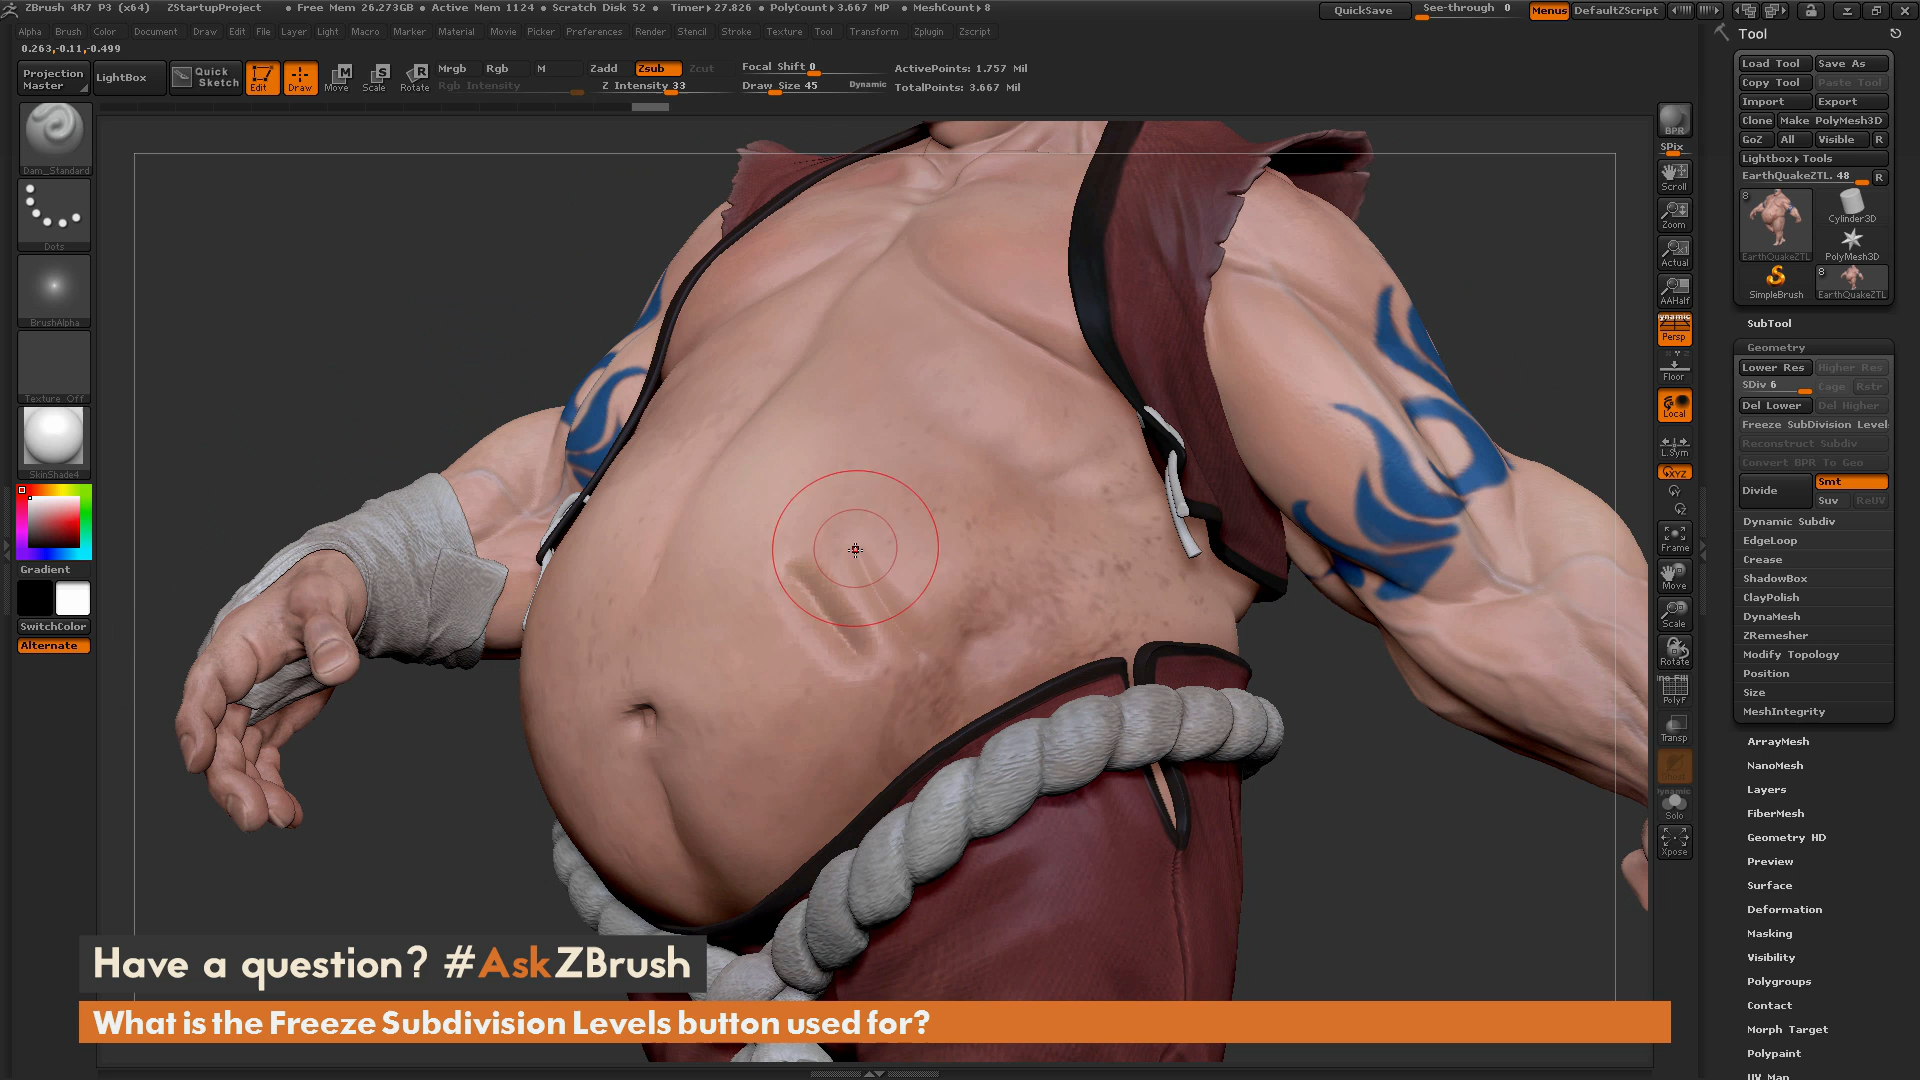 ZBrush 4R7 P3 (x64) ZStartupProject • Free Mem 26.273GB • Active Mem 1124 • Scratch Disk 52 • Timer▸27.826 • PolyCount▸3.667 MP • MeshCount▸8 QuickSave See-through 0 Menus DefaultZScript
Alpha Brush Color Document Draw Edit File Layer Light Macro Marker Material Movie Picker Preferences Render Stencil Stroke Texture Tool Transform Zplugin Zscript
0.263,-0.11,-0.499
Projection Master
LightBox
Quick Sketch
Edit
Draw
Move
Scale
Rotate
Mrgb Rgb M
Rgb Intensity
Zadd Zsub Zcut
Z Intensity 33
Focal Shift 0
Draw Size 45 Dynamic
ActivePoints: 1.757 Mil
TotalPoints: 3.667 Mil
Dam_Standard
Dots
BrushAlpha
Texture Off
SkinShade4
Gradient
SwitchColor
Alternate
BPR
SPix
Scroll
Zoom
Actual
AAHalf
Persp
Floor
Local
L.Sym
XYZ
Frame
Move
Scale
Rotate
PolyF
Transp
Dynamic
Solo
Xpose
Tool
Load Tool Save As
Copy Tool Paste Tool
Import Export
Clone Make PolyMesh3D
GoZ All Visible R
Lightbox▸Tools
EarthQuakeZTL. 48 R
8
EarthQuakeZTL
Cylinder3D
PolyMesh3D
SimpleBrush
8
EarthQuakeZTL
SubTool
Geometry
Lower Res Higher Res
SDiv 6 Cage Rstr
Del Lower Del Higher
Freeze SubDivision Level
Reconstruct Subdiv
Convert BPR To Geo
Divide Smt
Suv ReUV
Dynamic Subdiv
EdgeLoop
Crease
ShadowBox
ClayPolish
DynaMesh
ZRemesher
Modify Topology
Position
Size
MeshIntegrity
ArrayMesh
NanoMesh
Layers
FiberMesh
Geometry HD
Preview
Surface
Deformation
Masking
Visibility
Polygroups
Contact
Morph Target
Polypaint
UV Map
Have a question? #AskZBrush
What is the Freeze Subdivision Levels button used for?